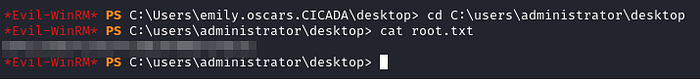 *Evil-WinRM* PS C:\Users\emily.oscars.CICADA\desktop> cd C:\users\administrator\desktop
*Evil-WinRM* PS C:\users\administrator\desktop> cat root.txt
*Evil-WinRM* PS C:\users\administrator\desktop>